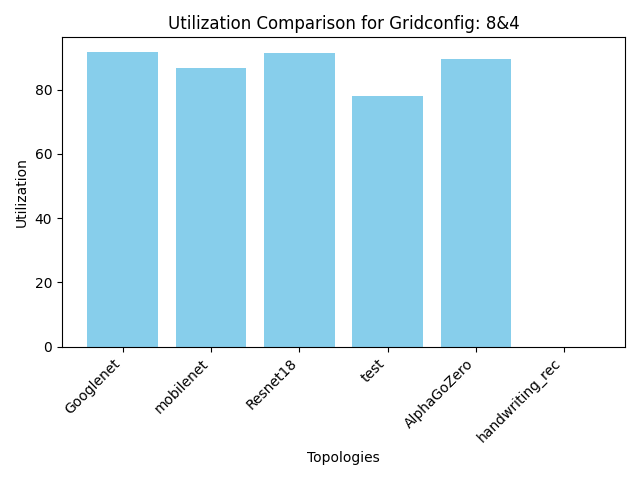 Utilization Comparison for Gridconfig: 8&4
Utilization
80
60
40
20
0
Googlenet
mobilenet
Resnet18
test
AlphaGoZero
handwriting_rec
Topologies